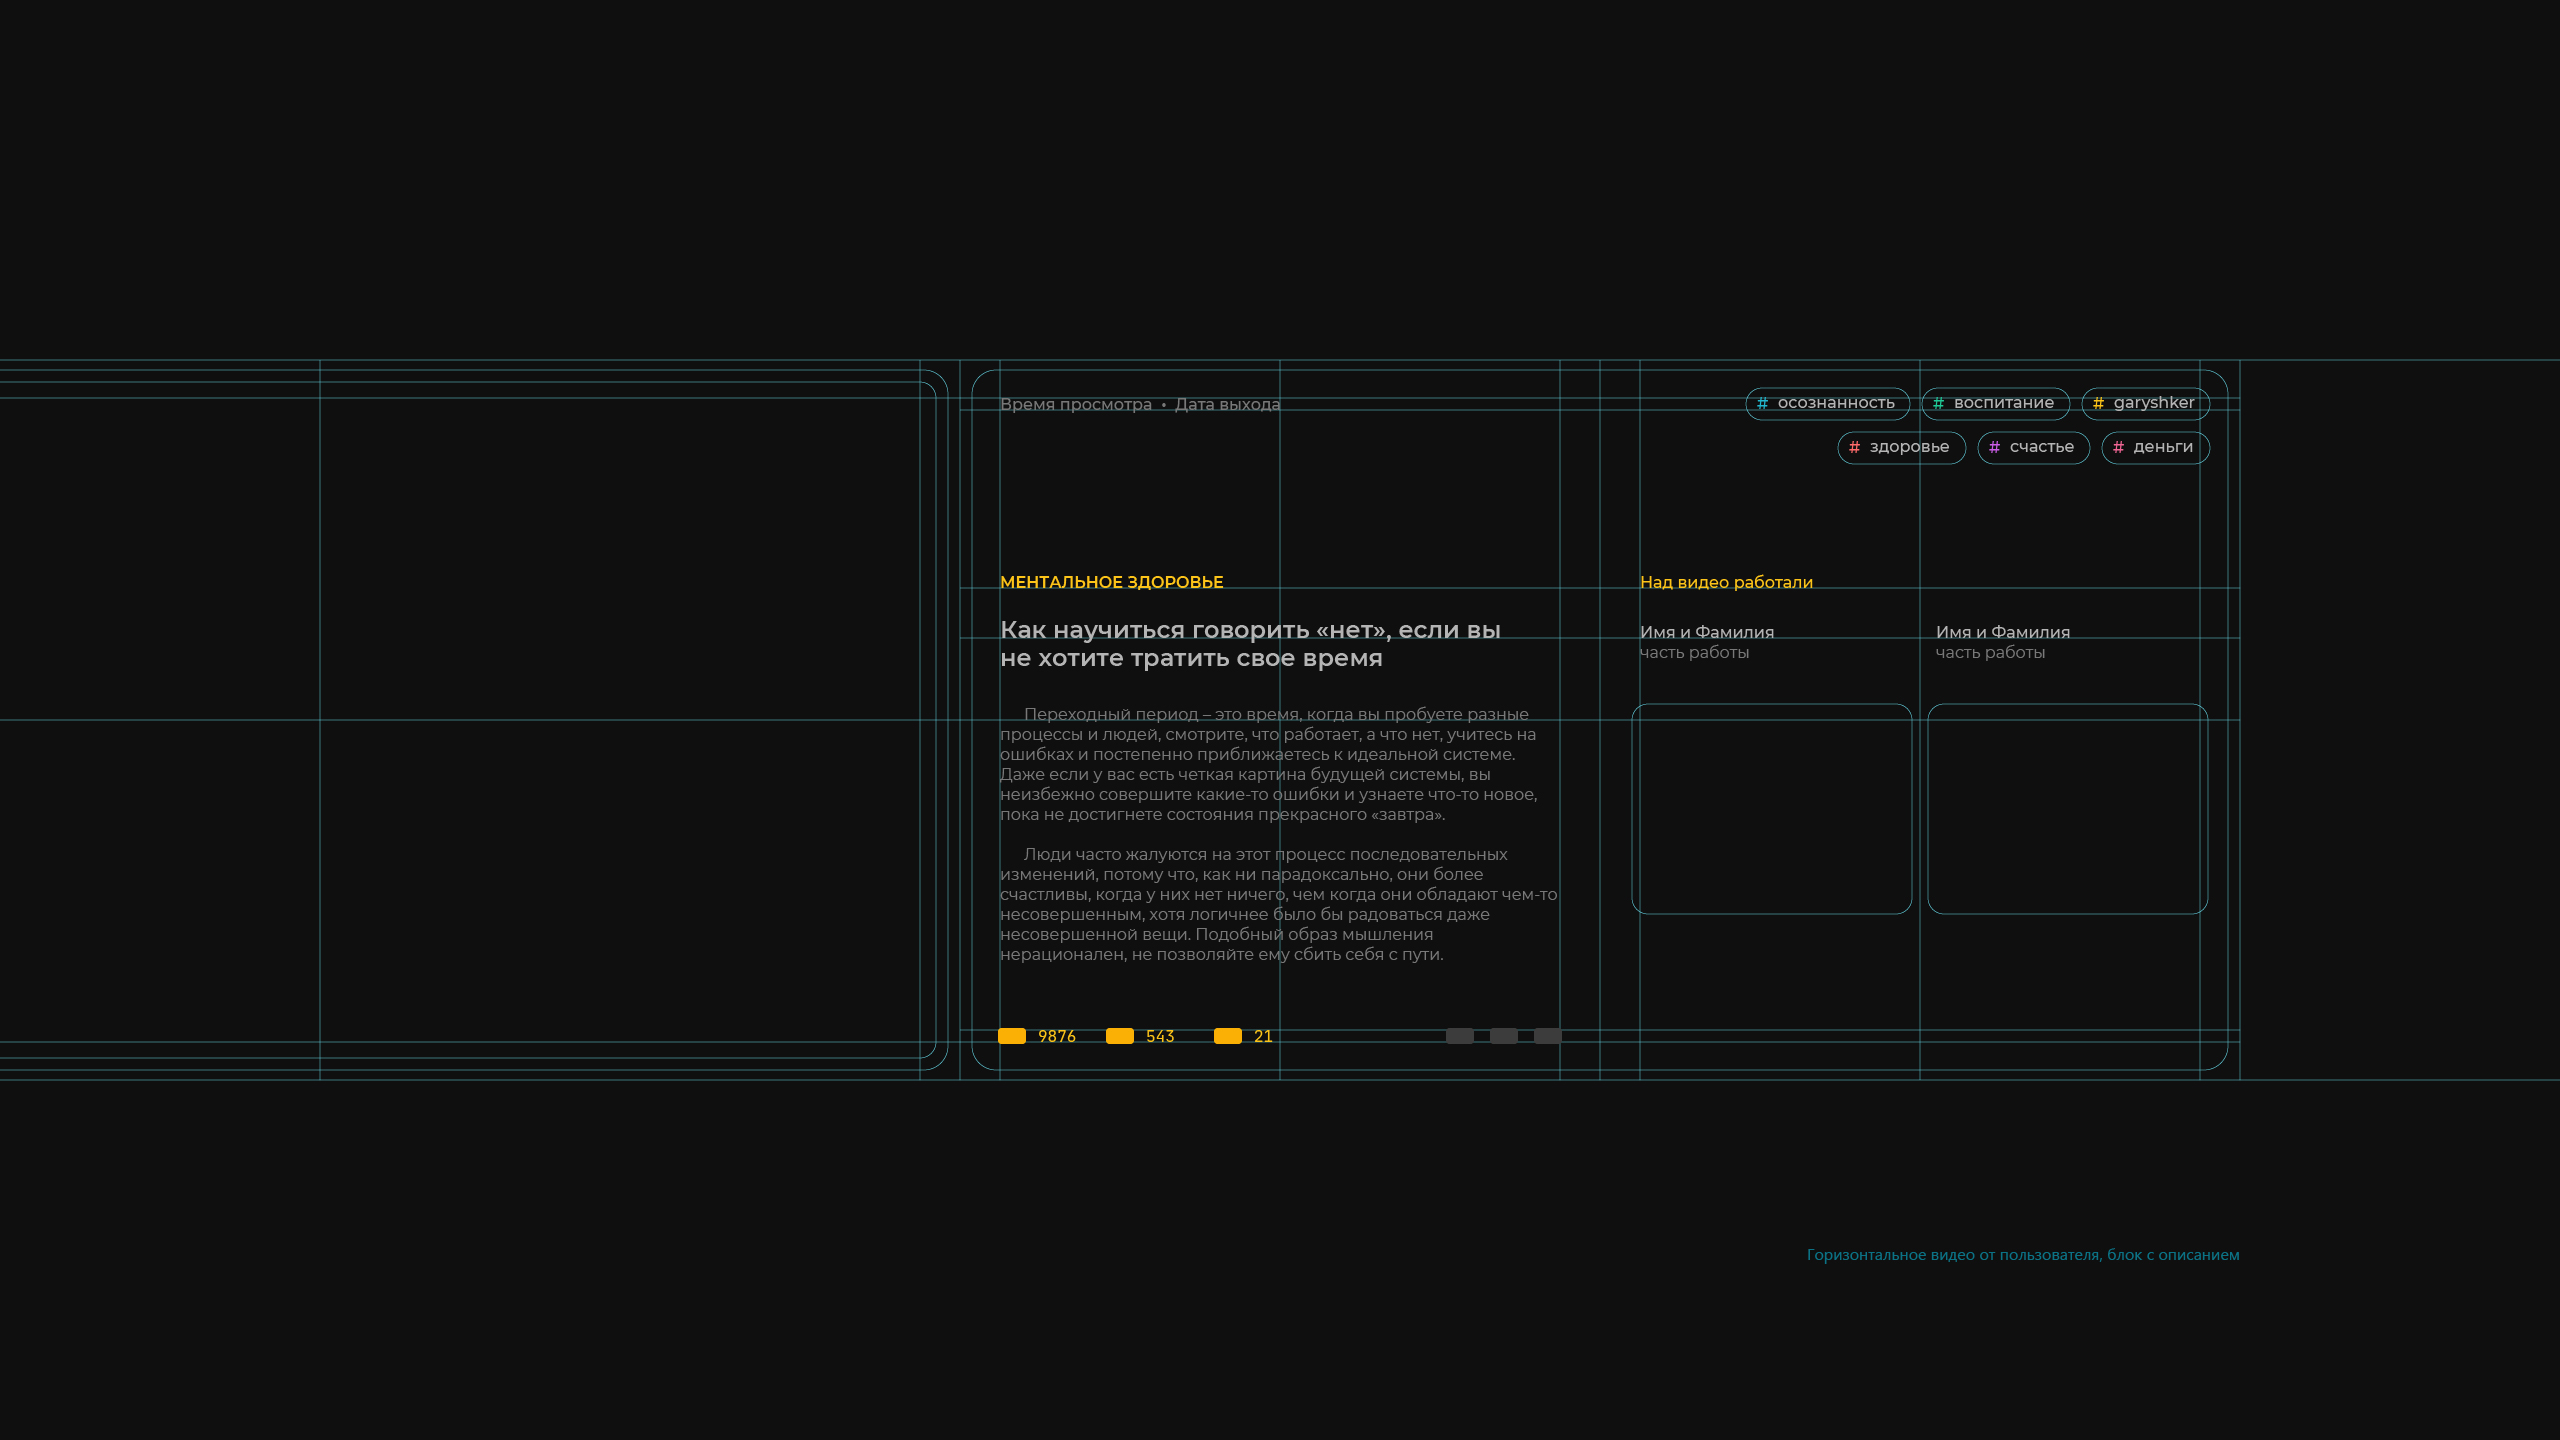 Время просмотра • Дата выхода
# осознанность # воспитание # garyshker
# здоровье # счастье # деньги
МЕНТАЛЬНОЕ ЗДОРОВЬЕ
Как научиться говорить «нет», если вы
не хотите тратить свое время
Переходный период – это время, когда вы пробуете разные
процессы и людей, смотрите, что работает, а что нет, учитесь на
ошибках и постепенно приближаетесь к идеальной системе.
Даже если у вас есть четкая картина будущей системы, вы
неизбежно совершите какие-то ошибки и узнаете что-то новое,
пока не достигнете состояния прекрасного «завтра».
Люди часто жалуются на этот процесс последовательных
изменений, потому что, как ни парадоксально, они более
счастливы, когда у них нет ничего, чем когда они обладают чем-то
несовершенным, хотя логичнее было бы радоваться даже
несовершенной вещи. Подобный образ мышления
нерационален, не позволяйте ему сбить себя с пути.
9876 543 21
Над видео работали
Имя и Фамилия
часть работы
Имя и Фамилия
часть работы
Горизонтальное видео от пользователя, блок с описанием